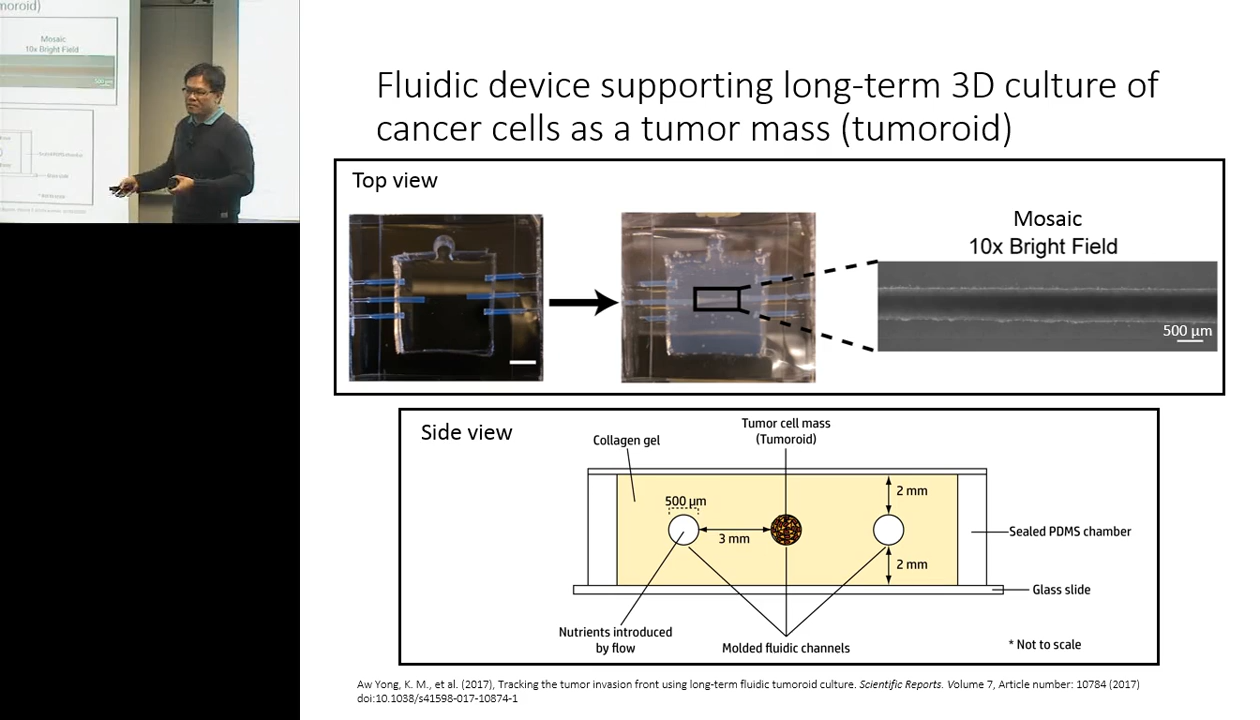 moroid)
Mosaic
10x Bright Field
500 µm
Fluidic device supporting long-term 3D culture of
cancer cells as a tumor mass (tumoroid)
Top view
Mosaic
10x Bright Field
500 µm
Side view
Collagen gel
Tumor cell mass
(Tumoroid)
500 µm
2 mm
3 mm
Sealed PDMS chamber
2 mm
Glass slide
Nutrients introduced
by flow
Molded fluidic channels
* Not to scale
Aw Yong, K. M., et al. (2017), Tracking the tumor invasion front using long-term fluidic tumoroid culture. Scientific Reports. Volume 7, Article number: 10784 (2017)
doi:10.1038/s41598-017-10874-1